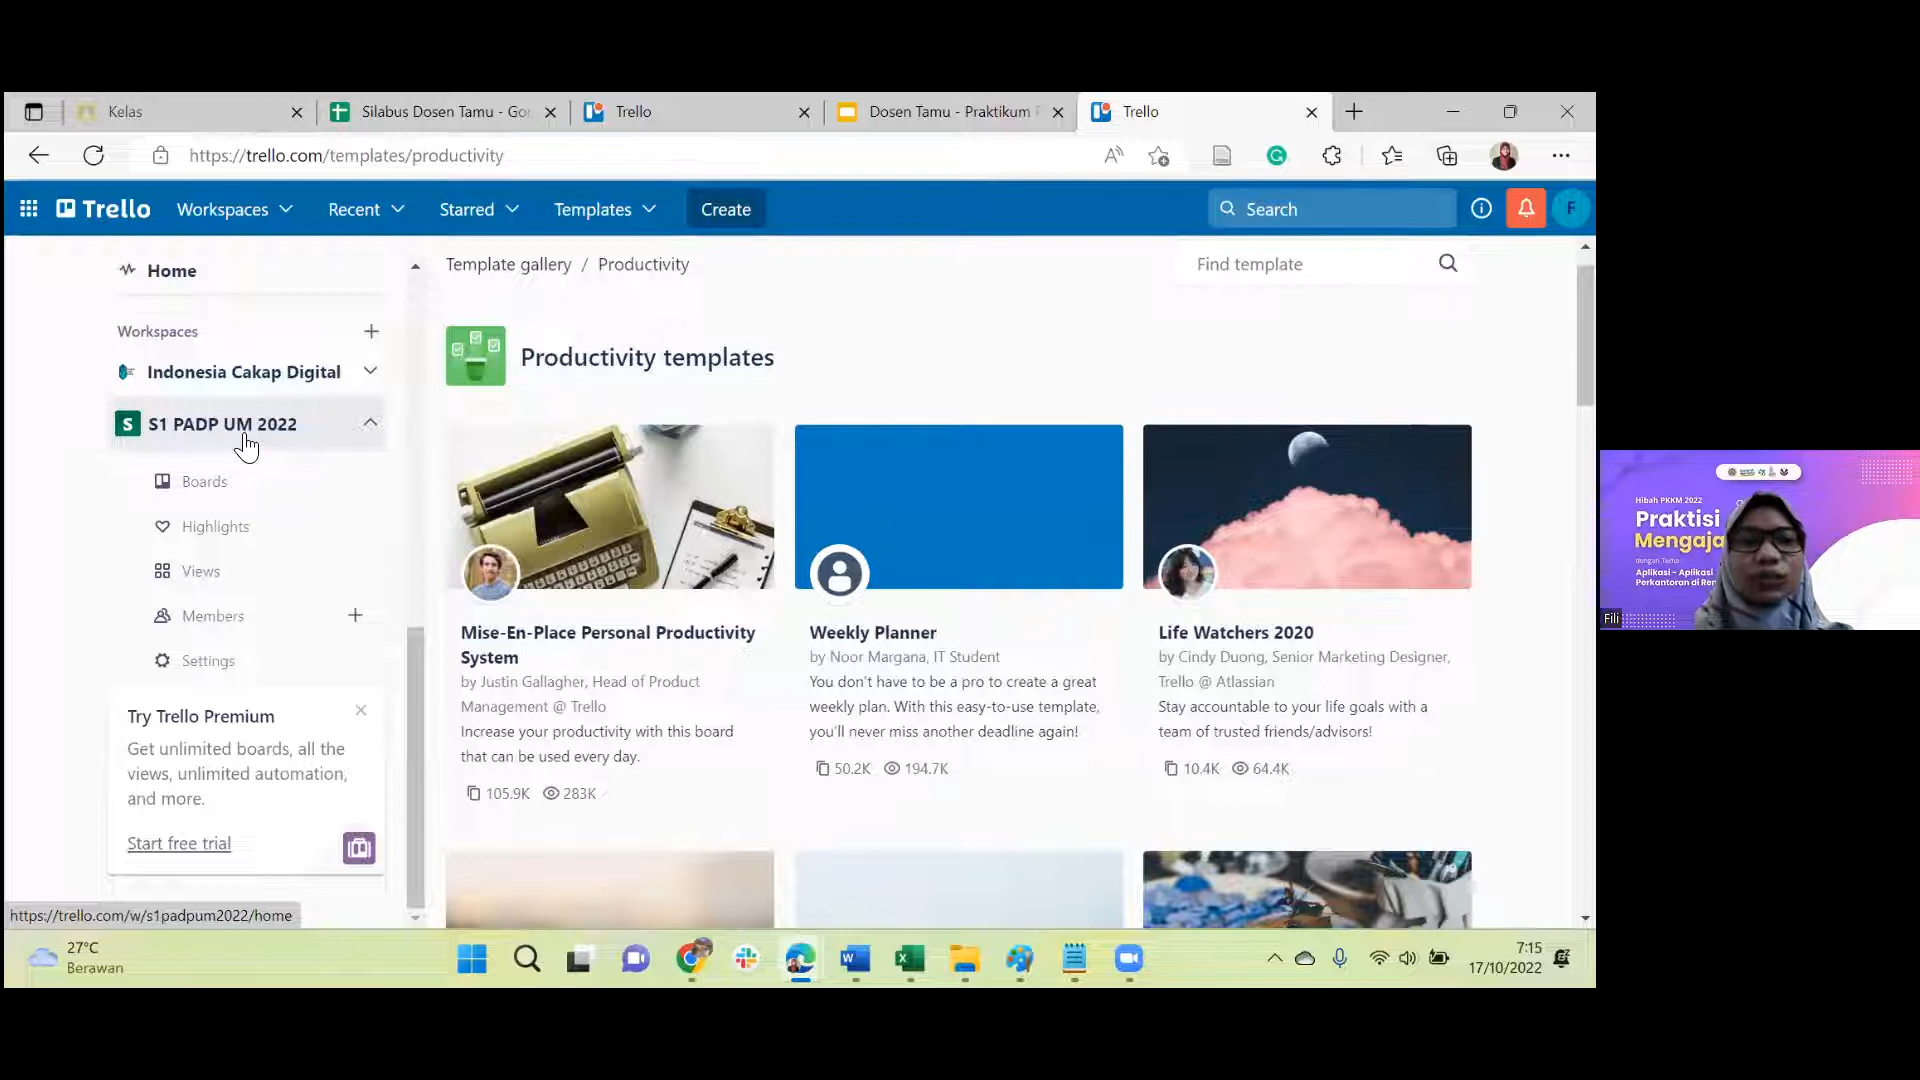 Kelas
Silabus Dosen Tamu - Go
Trello
Dosen Tamu - Praktikum
Trello
https://trello.com/templates/productivity
Trello
Workspaces
Recent
Starred
Templates
Create
Search
F
Home
Template gallery / Productivity
Find template
Workspaces
Indonesia Cakap Digital
S S1 PADP UM 2022
Boards
Highlights
Views
Members
Settings
Try Trello Premium
Get unlimited boards, all the
views, unlimited automation,
and more.
Start free trial
https://trello.com/w/s1padpum2022/home
Productivity templates
Mise-En-Place Personal Productivity
System
by Justin Gallagher, Head of Product
Management @ Trello
Increase your productivity with this board
that can be used every day.
105.9K 283K
Weekly Planner
by Noor Margana, IT Student
You don't have to be a pro to create a great
weekly plan. With this easy-to-use template,
you'll never miss another deadline again!
50.2K 194.7K
Life Watchers 2020
by Cindy Duong, Senior Marketing Designer,
Trello @ Atlassian
Stay accountable to your life goals with a
team of trusted friends/advisors!
10.4K 64.4K
Hibah PKKM 2022
Praktisi
Mengaja
dengan Tema
Aplikasi - Aplikasi
Perkantoran di Ren
Fili
27°C
Berawan
7:15
17/10/2022